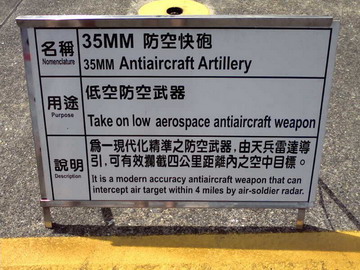 名稱
Nomenclature
35MM 防空快砲
35MM Antiaircraft Artillery
用途
Purpose
低空防空武器
Take on low aerospace antiaircraft weapon
說明
Description
為一現代化精準之防空武器,由天兵雷達導
引,可有效攔截四公里距離內之空中目標。
It is a modern accuracy antiaircraft weapon that can
intercept air target within 4 miles by air-soldier radar.